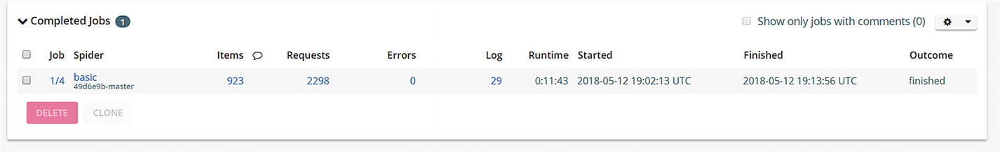 Completed Jobs 1 Show only jobs with comments (0)
Job Spider Items Requests Errors Log Runtime Started Finished Outcome
1/4 basic 923 2298 0 29 0:11:43 2018-05-12 19:02:13 UTC 2018-05-12 19:13:56 UTC finished
49d6e9b-master
DELETE CLONE